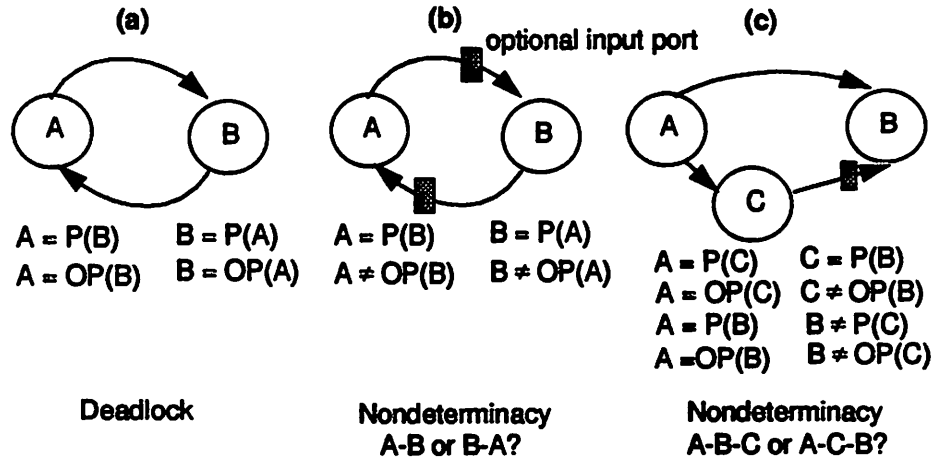 (a)
(b)
(c)
optional input port
A
B
A
B
A
B
C
A = P(B) B = P(A)
A = OP(B) B = OP(A)
A = P(B) B = P(A)
A ≠ OP(B) B ≠ OP(A)
A = P(C) C = P(B)
A = OP(C) C ≠ OP(B)
A = P(B) B ≠ P(C)
A =OP(B) B ≠ OP(C)
Deadlock
Nondeterminacy
A-B or B-A?
Nondeterminacy
A-B-C or A-C-B?